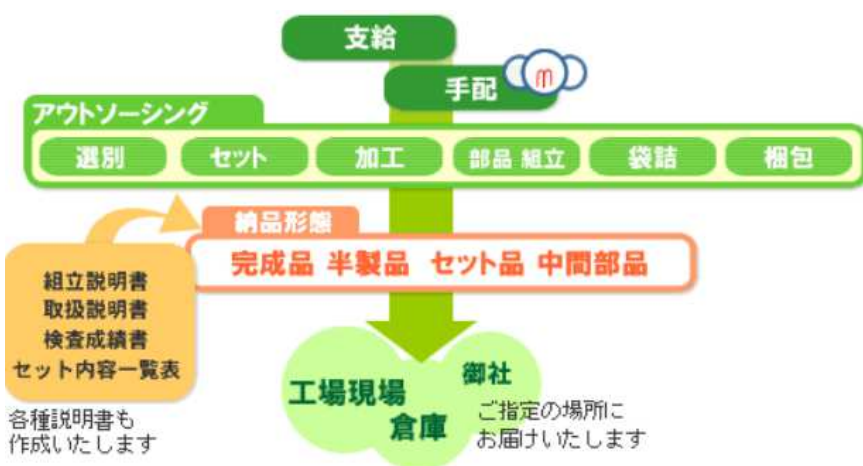 支給
手配
m
アウトソーシング
選別 セット 加工 部品 組立 袋詰 梱包
納品形態
完成品 半製品 セット品 中間部品
組立説明書
取扱説明書
検査成績書
セット内容一覧表
各種説明書も
作成いたします
工場現場
倉庫
御社
ご指定の場所に
お届けいたします